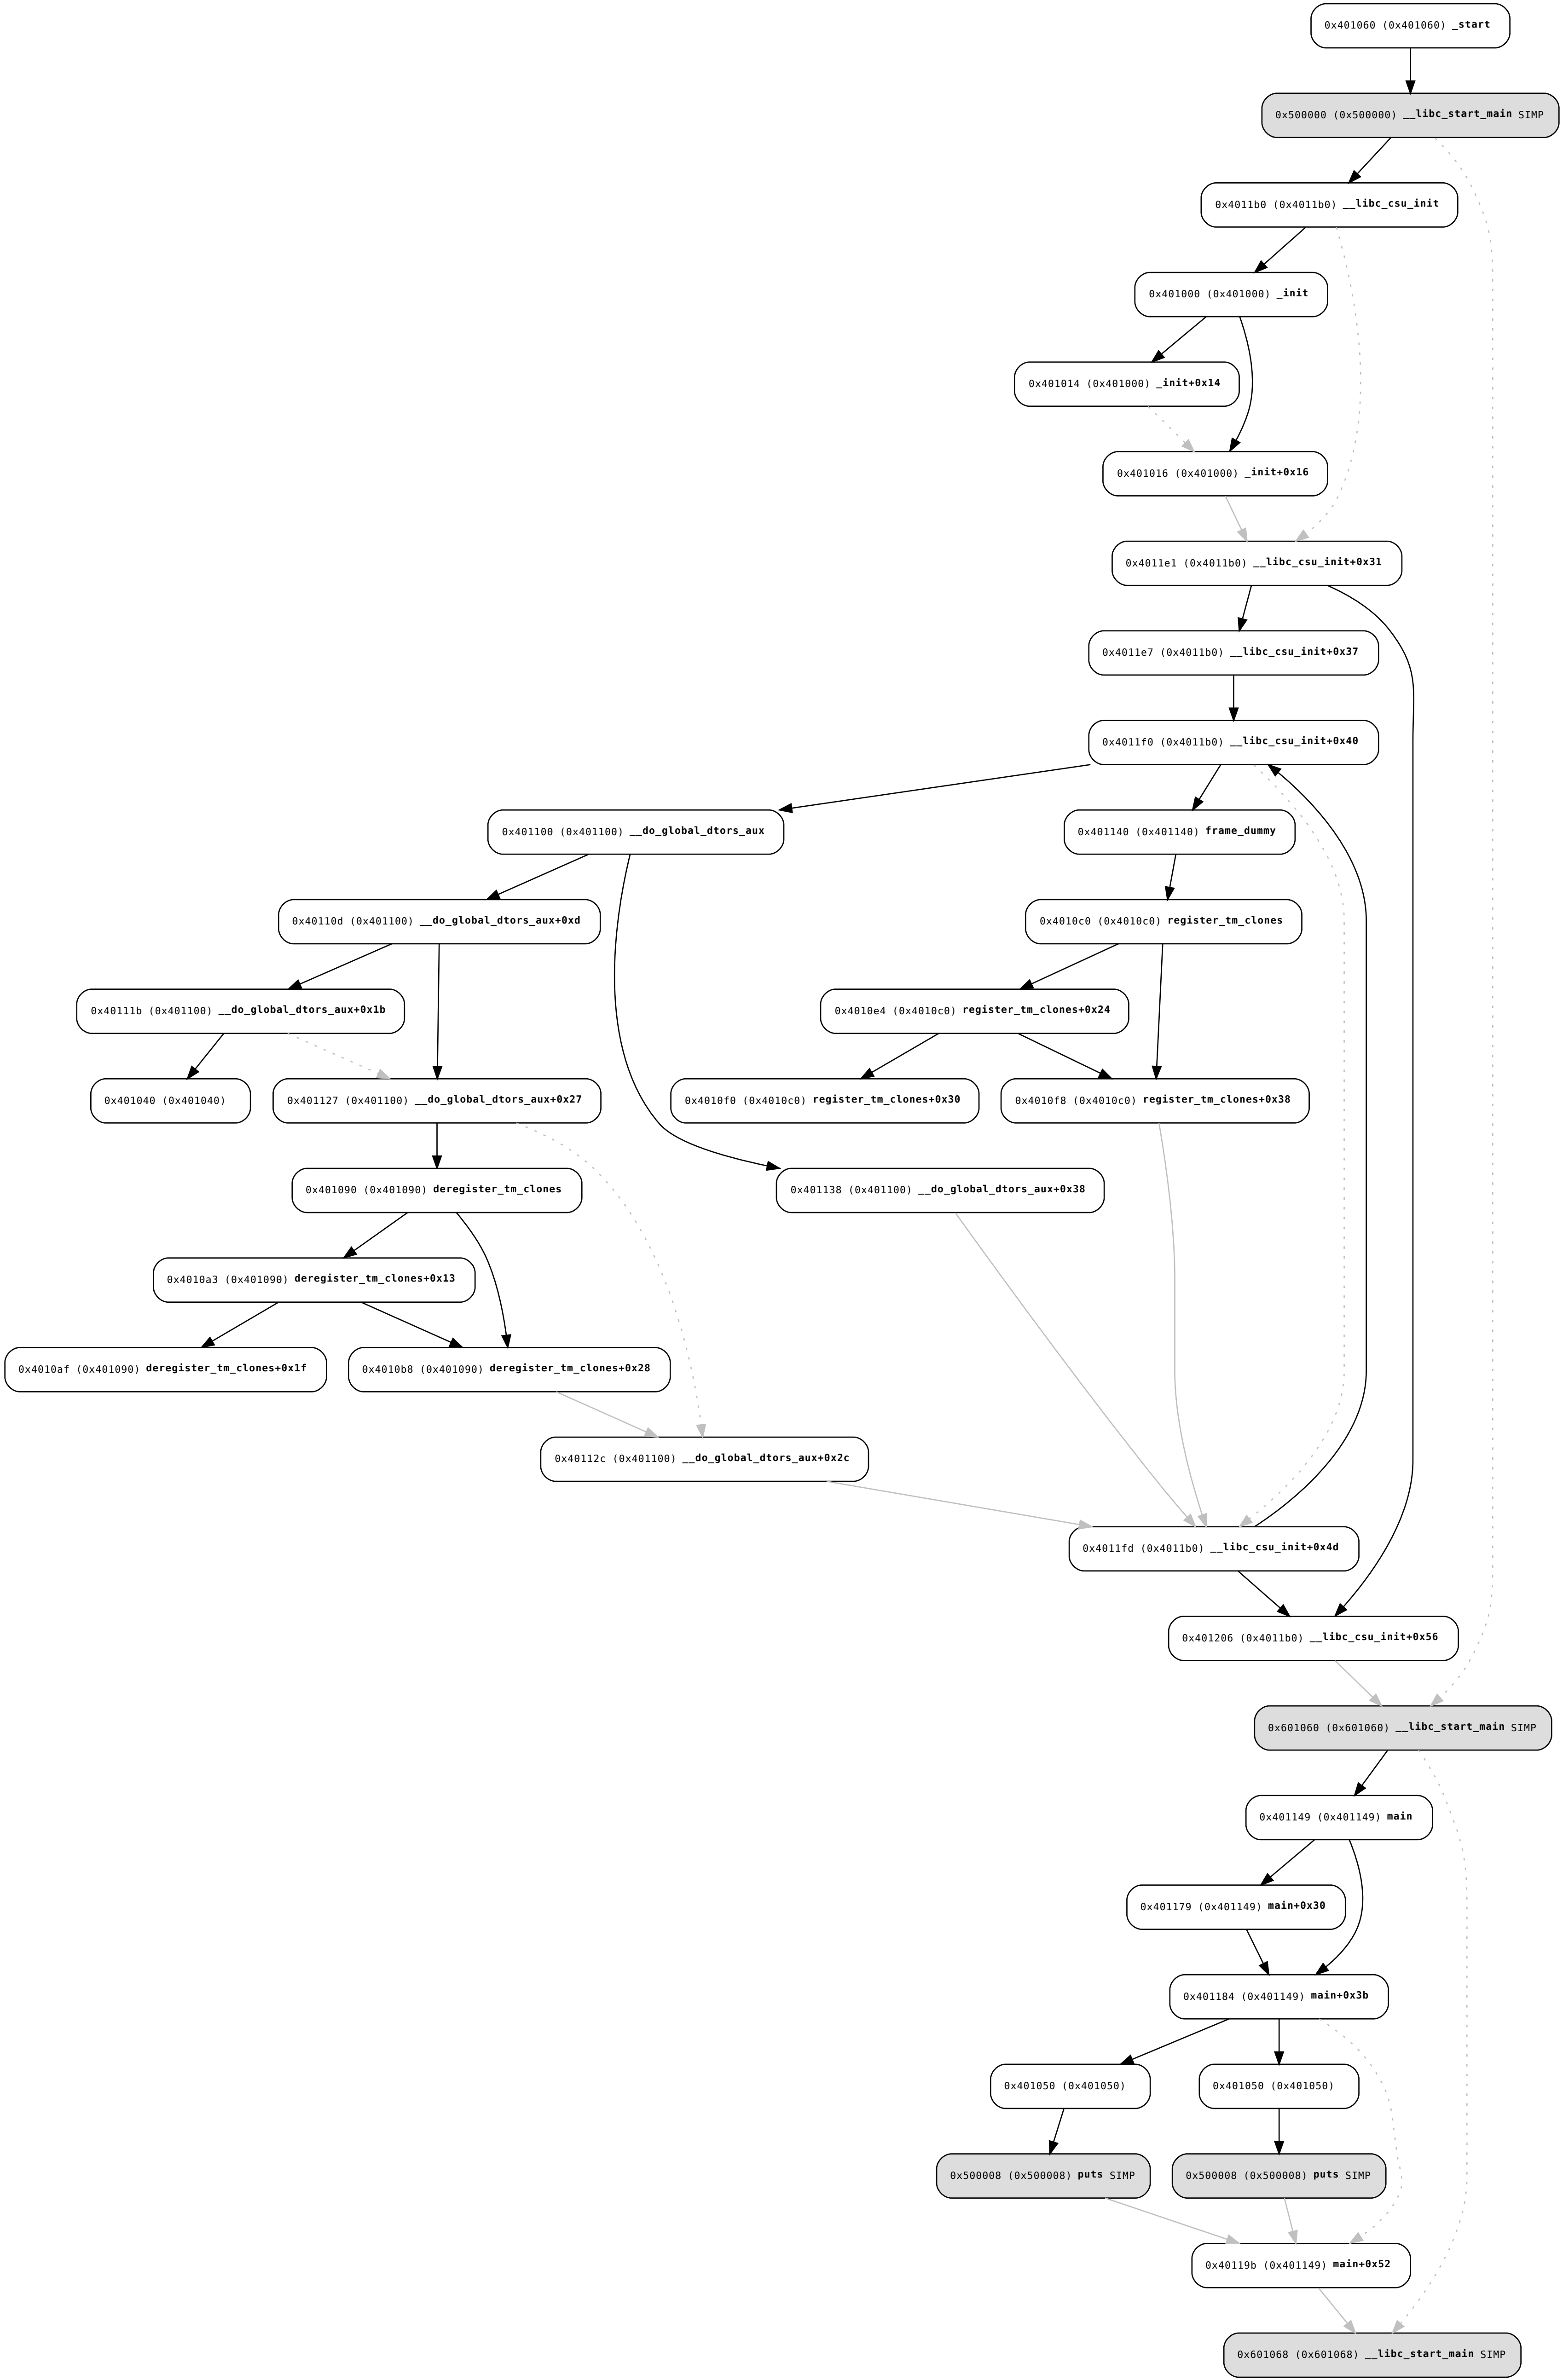 0x401060 (0x401060) _start
0x500000 (0x500000) __libc_start_main SIMP
0x4011b0 (0x4011b0) __libc_csu_init
0x401000 (0x401000) _init
0x401014 (0x401000) _init+0x14
0x401016 (0x401000) _init+0x16
0x4011e1 (0x4011b0) __libc_csu_init+0x31
0x4011e7 (0x4011b0) __libc_csu_init+0x37
0x4011f0 (0x4011b0) __libc_csu_init+0x40
0x401100 (0x401100) __do_global_dtors_aux
0x401140 (0x401140) frame_dummy
0x40110d (0x401100) __do_global_dtors_aux+0xd
0x4010c0 (0x4010c0) register_tm_clones
0x40111b (0x401100) __do_global_dtors_aux+0x1b
0x4010e4 (0x4010c0) register_tm_clones+0x24
0x401040 (0x401040)
0x401127 (0x401100) __do_global_dtors_aux+0x27
0x4010f0 (0x4010c0) register_tm_clones+0x30
0x4010f8 (0x4010c0) register_tm_clones+0x38
0x401090 (0x401090) deregister_tm_clones
0x401138 (0x401100) __do_global_dtors_aux+0x38
0x4010a3 (0x401090) deregister_tm_clones+0x13
0x4010af (0x401090) deregister_tm_clones+0x1f
0x4010b8 (0x401090) deregister_tm_clones+0x28
0x40112c (0x401100) __do_global_dtors_aux+0x2c
0x4011fd (0x4011b0) __libc_csu_init+0x4d
0x401206 (0x4011b0) __libc_csu_init+0x56
0x601060 (0x601060) __libc_start_main SIMP
0x401149 (0x401149) main
0x401179 (0x401149) main+0x30
0x401184 (0x401149) main+0x3b
0x401050 (0x401050)
0x401050 (0x401050)
0x500008 (0x500008) puts SIMP
0x500008 (0x500008) puts SIMP
0x40119b (0x401149) main+0x52
0x601068 (0x601068) __libc_start_main SIMP